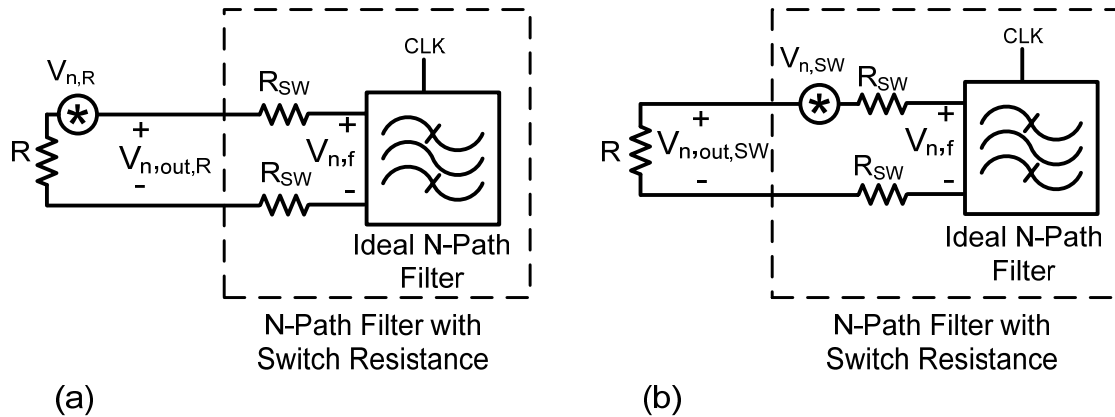 CLK
V_{n,R}
R_{SW}
R
+
V_{n,out,R}
-
+
V_{n,f}
-
R_{SW}
Ideal N-Path
Filter
N-Path Filter with
Switch Resistance
(a)
CLK
V_{n,SW}
R_{SW}
R
+
V_{n,out,SW}
-
+
V_{n,f}
-
R_{SW}
Ideal N-Path
Filter
N-Path Filter with
Switch Resistance
(b)